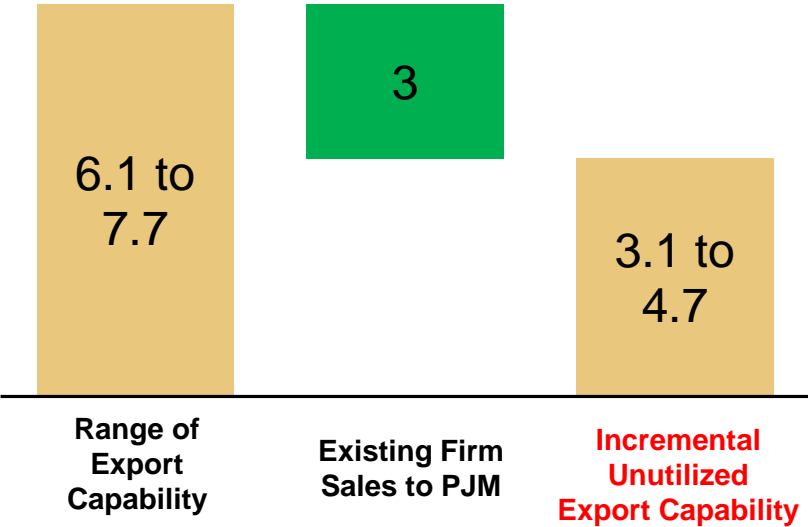 6.1 to
7.7
3
3.1 to
4.7
Range of
Export
Capability
Existing Firm
Sales to PJM
Incremental
Unutilized
Export Capability